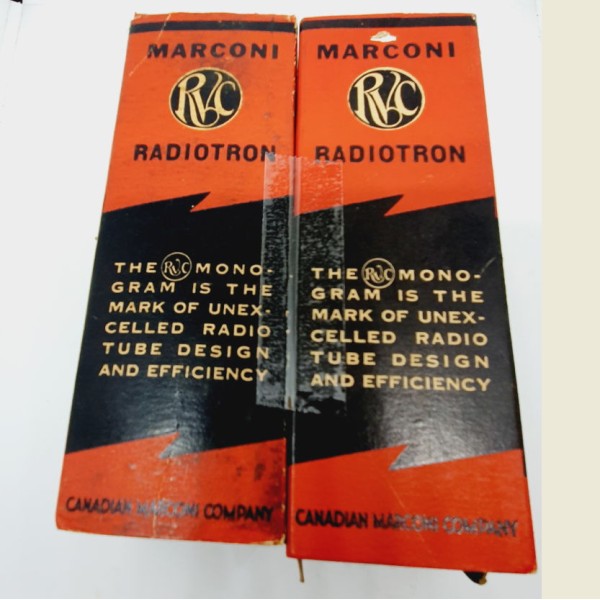 MARCONI
RVC
RADIOTRON
THE RVC MONO-
GRAM IS THE
MARK OF UNEX-
CELLED RADIO
TUBE DESIGN
AND EFFICIENCY
CANADIAN MARCONI COMPANY
MARCONI
RVC
RADIOTRON
THE RVC MONO-
GRAM IS THE
MARK OF UNEX-
CELLED RADIO
TUBE DESIGN
AND EFFICIENCY
CANADIAN MARCONI COMPANY